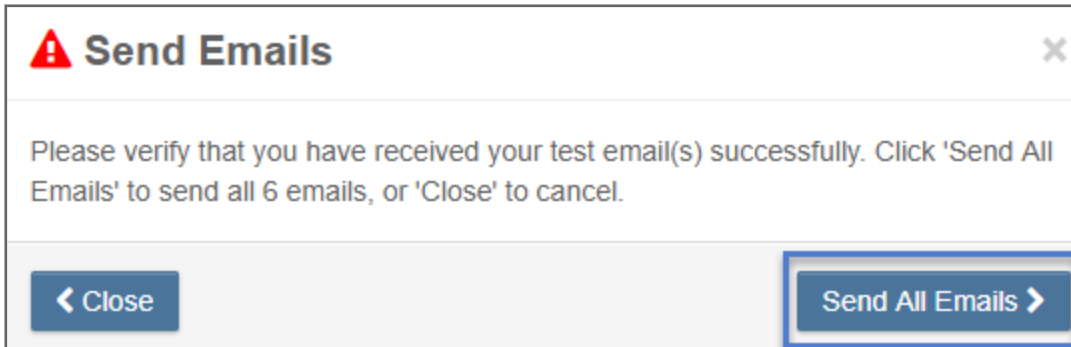 Send Emails
Please verify that you have received your test email(s) successfully. Click 'Send All
Emails' to send all 6 emails, or 'Close' to cancel.
Close
Send All Emails